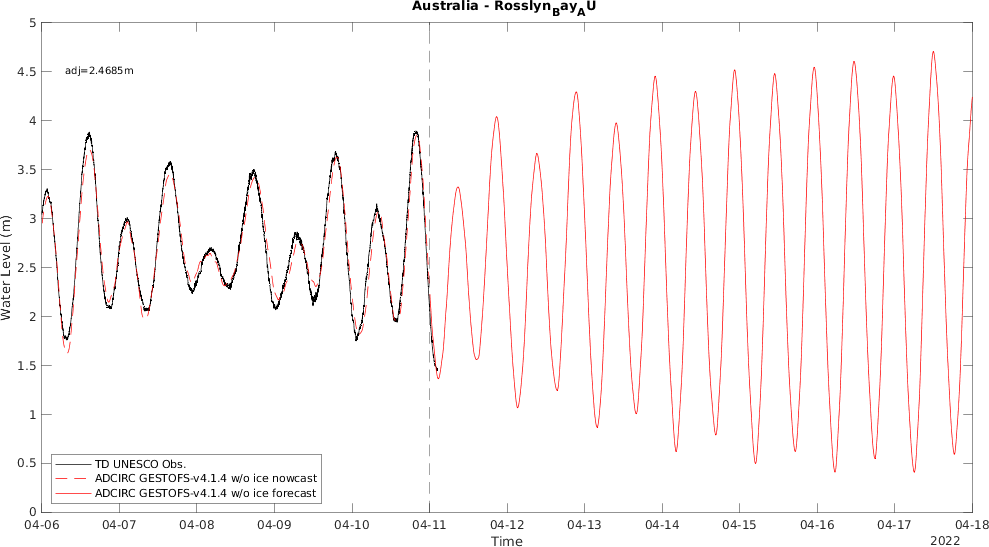 Australia - RosslynBayAU
5
4.5
4
3.5
3
2.5
2
1.5
1
0.5
0
Water Level (m)
adj=2.4685m
TD UNESCO Obs.
ADCIRC GESTOFS-v4.1.4 w/o ice nowcast
ADCIRC GESTOFS-v4.1.4 w/o ice forecast
04-06 04-07 04-08 04-09 04-10 04-11 04-12 04-13 04-14 04-15 04-16 04-17 04-18
Time
2022